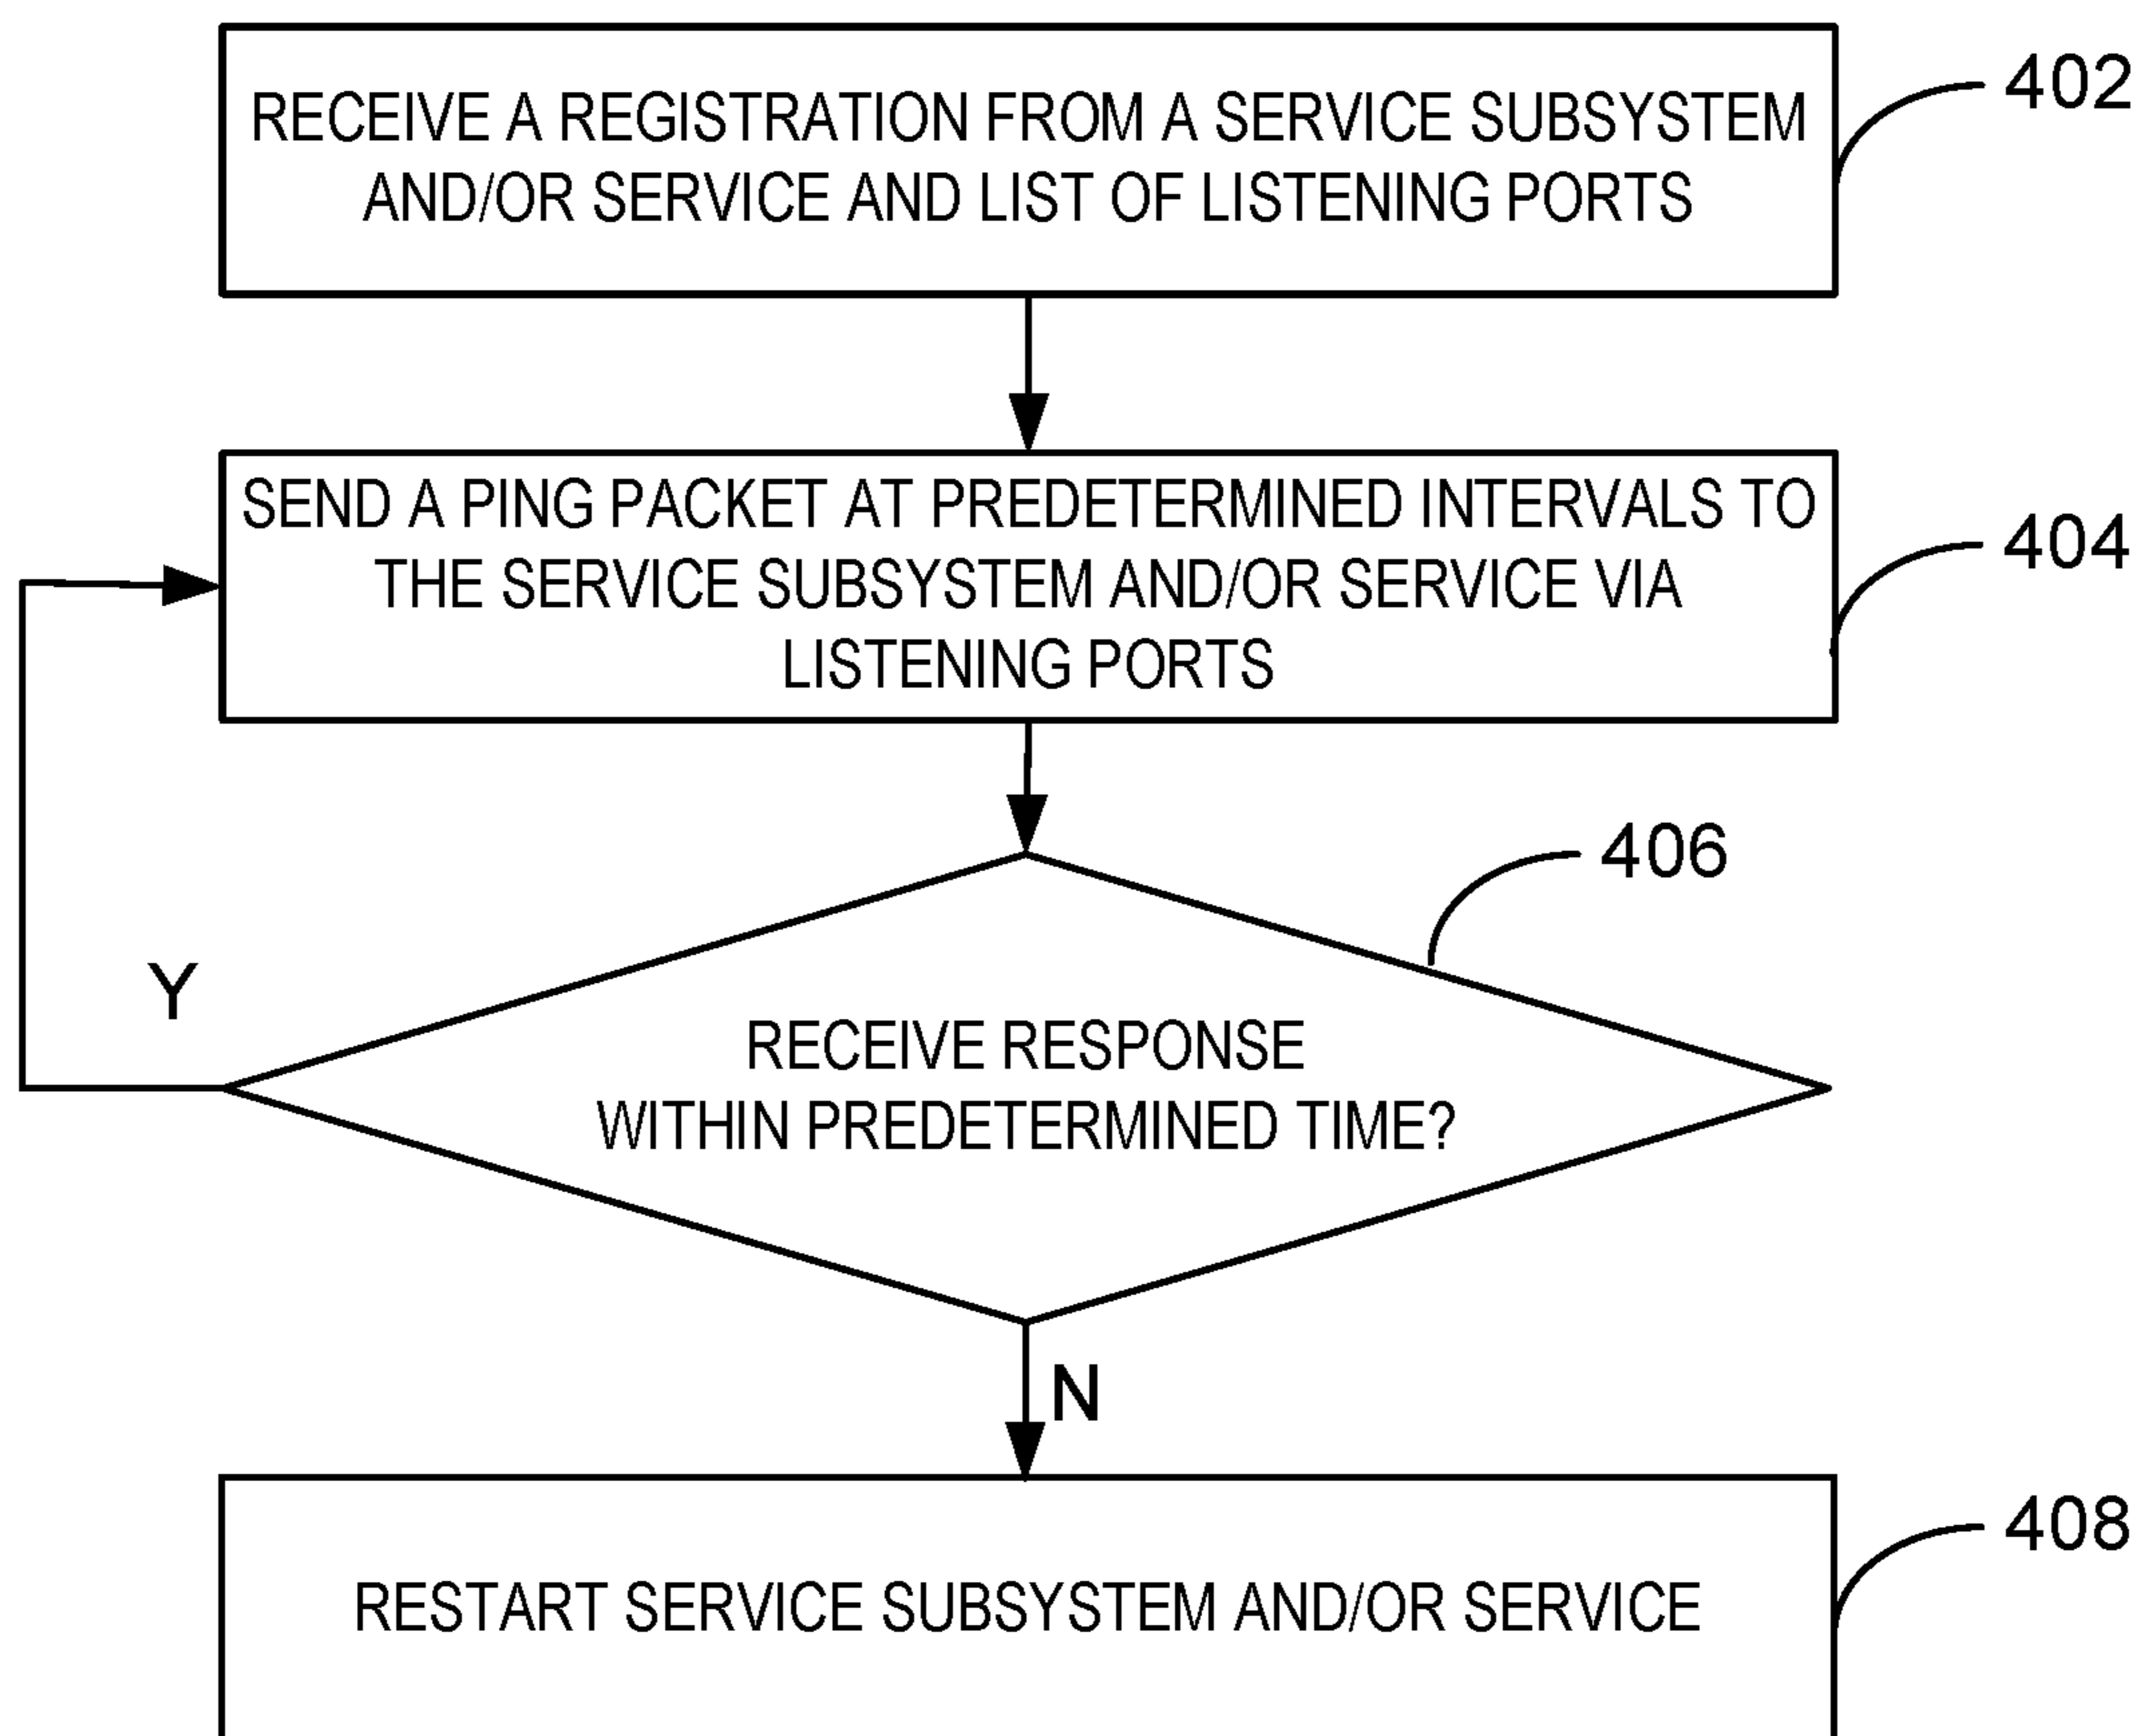 RECEIVE A REGISTRATION FROM A SERVICE SUBSYSTEM
AND/OR SERVICE AND LIST OF LISTENING PORTS
402
SEND A PING PACKET AT PREDETERMINED INTERVALS TO
THE SERVICE SUBSYSTEM AND/OR SERVICE VIA
LISTENING PORTS
404
406
Y
RECEIVE RESPONSE
WITHIN PREDETERMINED TIME?
N
408
RESTART SERVICE SUBSYSTEM AND/OR SERVICE